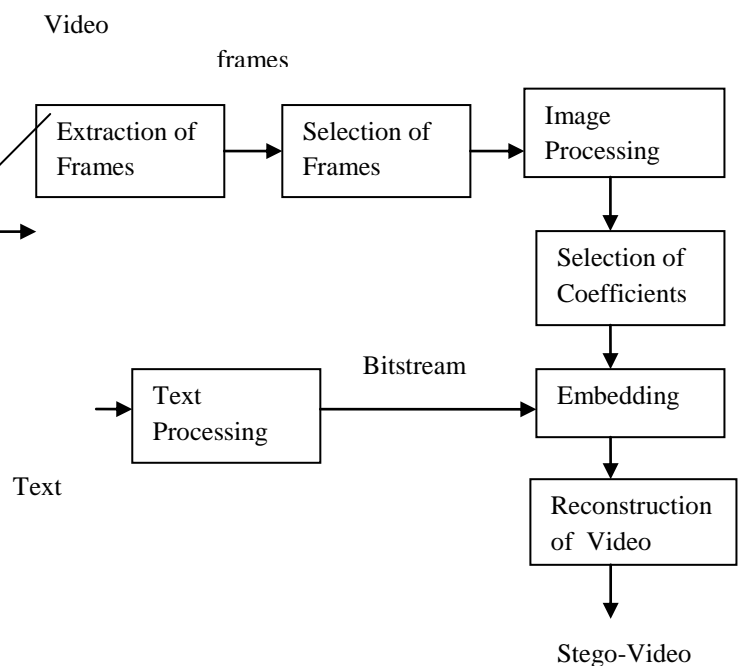 Video
frames
Extraction of
Frames
Selection of
Frames
Image
Processing
Selection of
Coefficients
Bitstream
Text
Processing
Embedding
Text
Reconstruction
of Video
Stego-Video